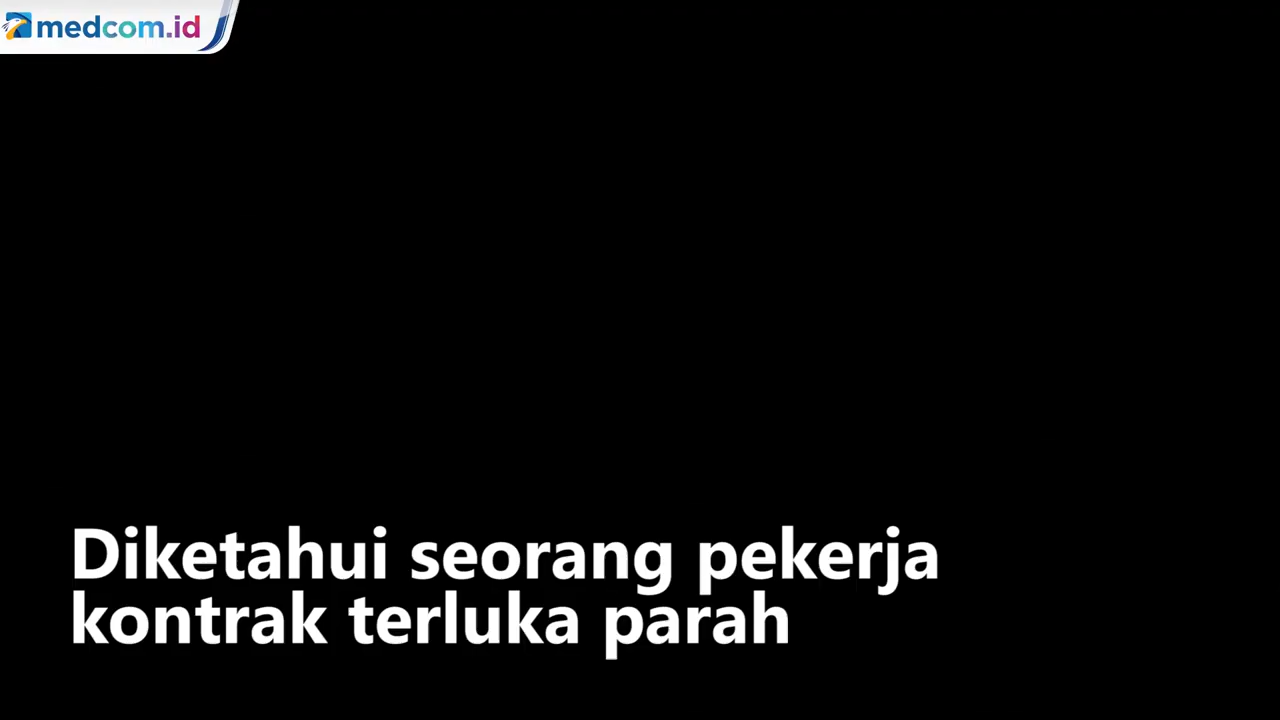 medcom.id
Diketahui seorang pekerja
kontrak terluka parah